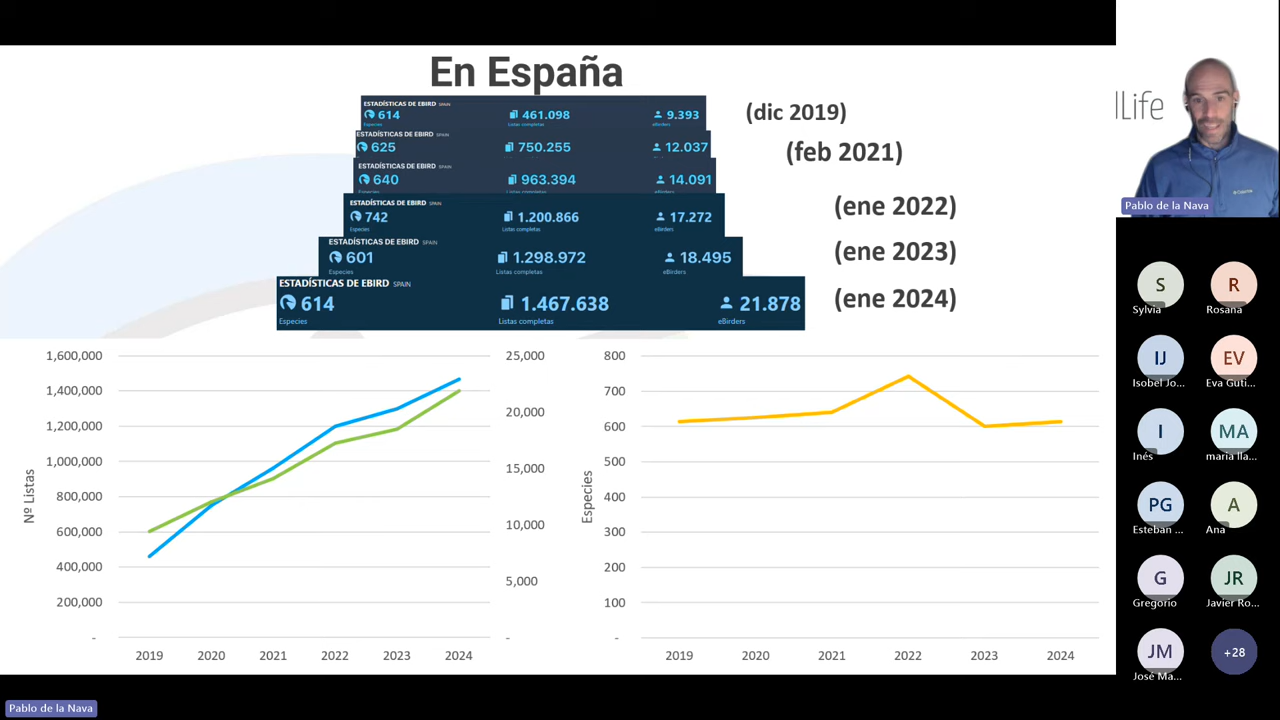 En España
ESTADÍSTICAS DE EBIRD SPAIN
614 461.098 9.393
Especies Listas completas eBirders
(dic 2019)
ESTADÍSTICAS DE EBIRD SPAIN
625 750.255 12.037
(feb 2021)
ESTADÍSTICAS DE EBIRD SPAIN
640 963.394 14.091
Especies Listas completas eBirders
ESTADÍSTICAS DE EBIRD SPAIN
742 1.200.866 17.272
Especies Listas completas eBirders
(ene 2022)
ESTADÍSTICAS DE EBIRD SPAIN
601 1.298.972 18.495
Especies Listas completas eBirders
(ene 2023)
ESTADÍSTICAS DE EBIRD SPAIN
614 1.467.638 21.878
Especies Listas completas eBirders
(ene 2024)
Nº Listas
1,600,000
1,400,000
1,200,000
1,000,000
800,000
600,000
400,000
200,000
-
25,000
20,000
15,000
10,000
5,000
-
2019 2020 2021 2022 2023 2024
Especies
800
700
600
500
400
300
200
100
-
2019 2020 2021 2022 2023 2024
lLife
Pablo de la Nava
S R
Sylvia Rosana
IJ EV
Isobel Jo... Eva Guti...
I MA
Inés maria lla...
PG A
Esteban ... Ana
G JR
Gregorio Javier Ro...
JM +28
José Ma...
Pablo de la Nava